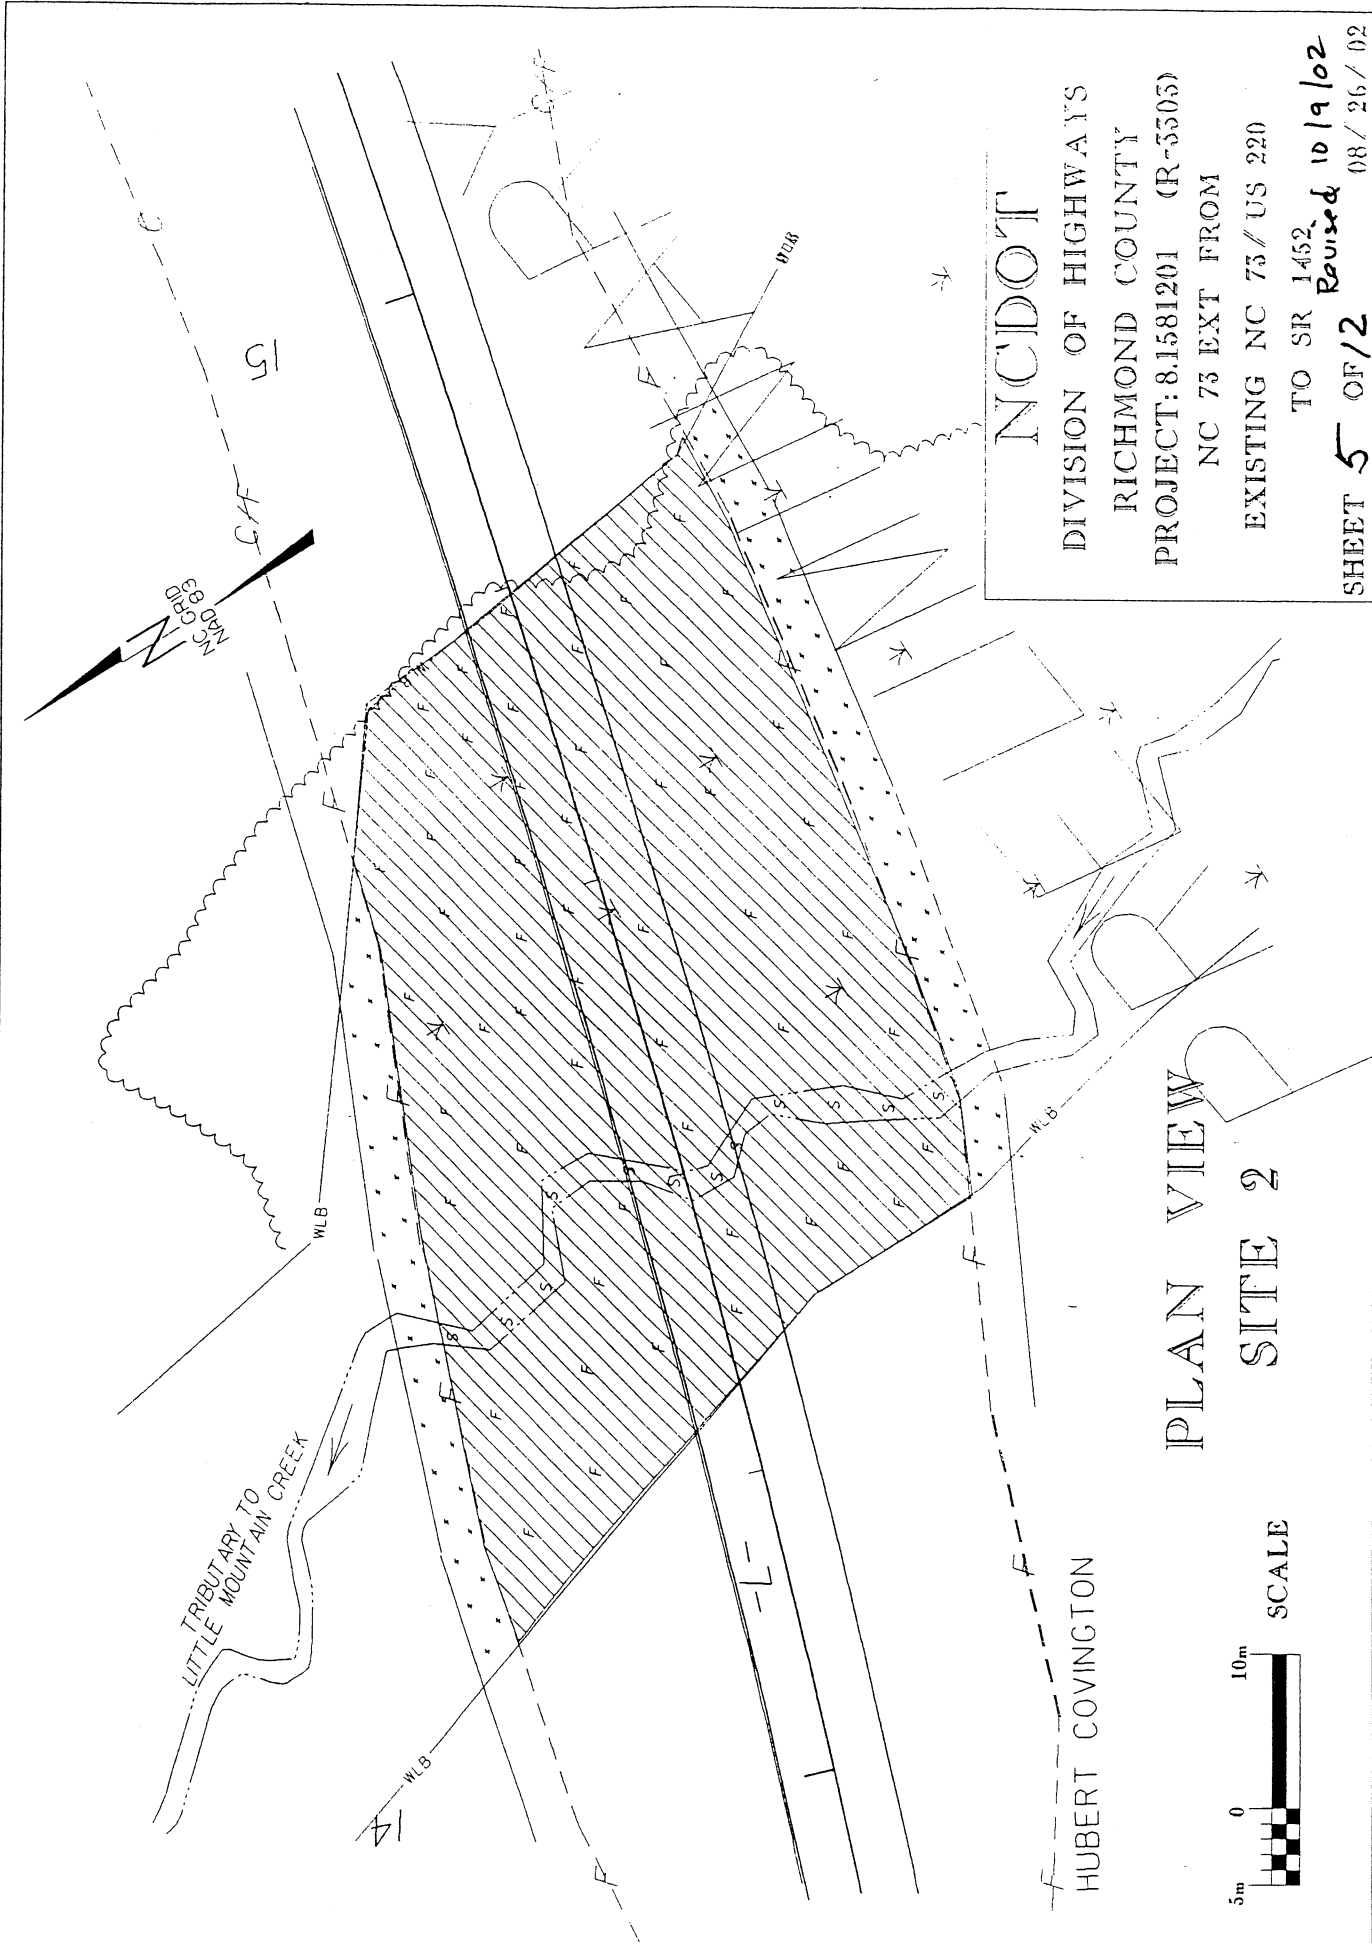 NCDOT
DIVISION OF HIGHWAYS
RICHMOND COUNTY
PROJECT: 8.1581201 (R-3303)
NC 73 EXT FROM
EXISTING NC 73 / US 220
TO SR 1452
Revised 10/9/02
SHEET 5 OF 12
08 / 26 / 02
PLAN VIEW
SITE 2
SCALE
5m 0 10m
HUBERT COVINGTON
TRIBUTARY TO
LITTLE MOUNTAIN CREEK
N
NC GRID
NAD 83
14
15
-L-
WLB
WLB
WLB
WLB
C
F
F
F
F
F
F
F
S
S
S
S
S
S
S